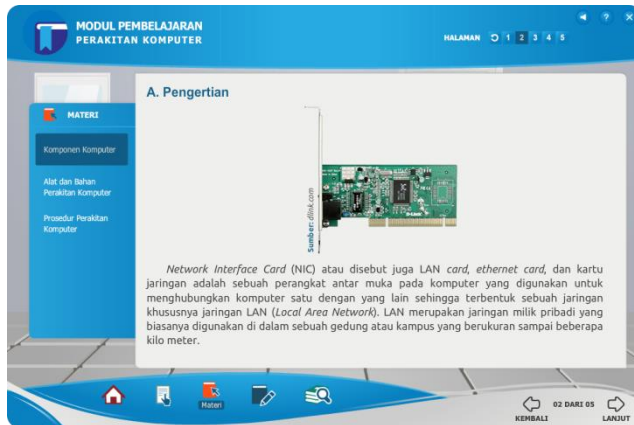 MODUL PEMBELAJARAN
PERAKITAN KOMPUTER
HALAMAN 1 2 3 4 5
? X
MATERI
Komponen Komputer
Alat dan Bahan
Perakitan Komputer
Prosedur Perakitan
Komputer
A. Pengertian
Sumber: dlink.com
D-Link
Network Interface Card (NIC) atau disebut juga LAN card, ethernet card, dan kartu
jaringan adalah sebuah perangkat antar muka pada komputer yang digunakan untuk
menghubungkan komputer satu dengan yang lain sehingga terbentuk sebuah jaringan
khususnya jaringan LAN (Local Area Network). LAN merupakan jaringan milik pribadi yang
biasanya digunakan di dalam sebuah gedung atau kampus yang berukuran sampai beberapa
kilo meter.
Materi
02 DARI 05
KEMBALI LANJUT